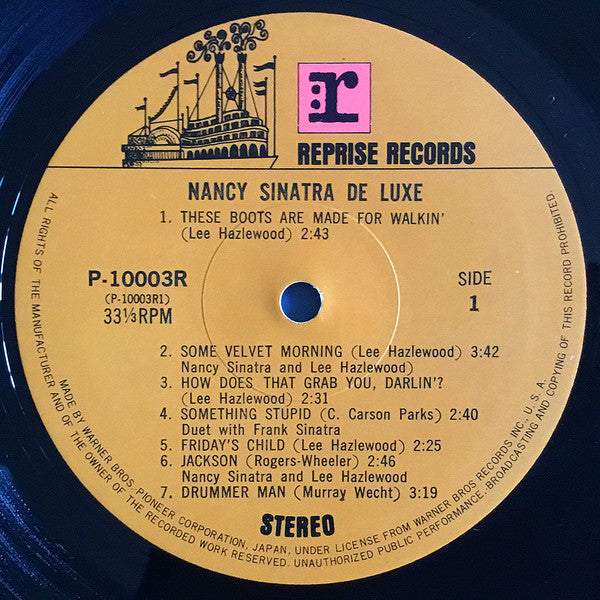 r:
REPRISE RECORDS
NANCY SINATRA DE LUXE
1. THESE BOOTS ARE MADE FOR WALKIN'
(Lee Hazlewood) 2:43
P-10003R
(P-10003R1)
33⅓RPM
SIDE
1
2. SOME VELVET MORNING (Lee Hazlewood) 3:42
Nancy Sinatra and Lee Hazlewood)
3. HOW DOES THAT GRAB YOU, DARLIN'?
(Lee Hazlewood) 2:31
4. SOMETHING STUPID (C. Carson Parks) 2:40
Duet with Frank Sinatra
5. FRIDAY'S CHILD (Lee Hazlewood) 2:25
6. JACKSON (Rogers-Wheeler) 2:46
Nancy Sinatra and Lee Hazlewood)
7. DRUMMER MAN (Murray Wecht) 3:19
STEREO
ALL RIGHTS OF THE MANUFACTURER AND OF THE OWNER OF THE RECORDED WORK RESERVED. UNAUTHORIZED PUBLIC PERFORMANCE·BROADCASTING AND COPYING OF THIS RECORD PROHIBITED.
MADE BY WARNER BROS. PIONEER CORPORATION, JAPAN, UNDER LICENSE FROM WARNER BROS RECORDS INC., U. S. A.